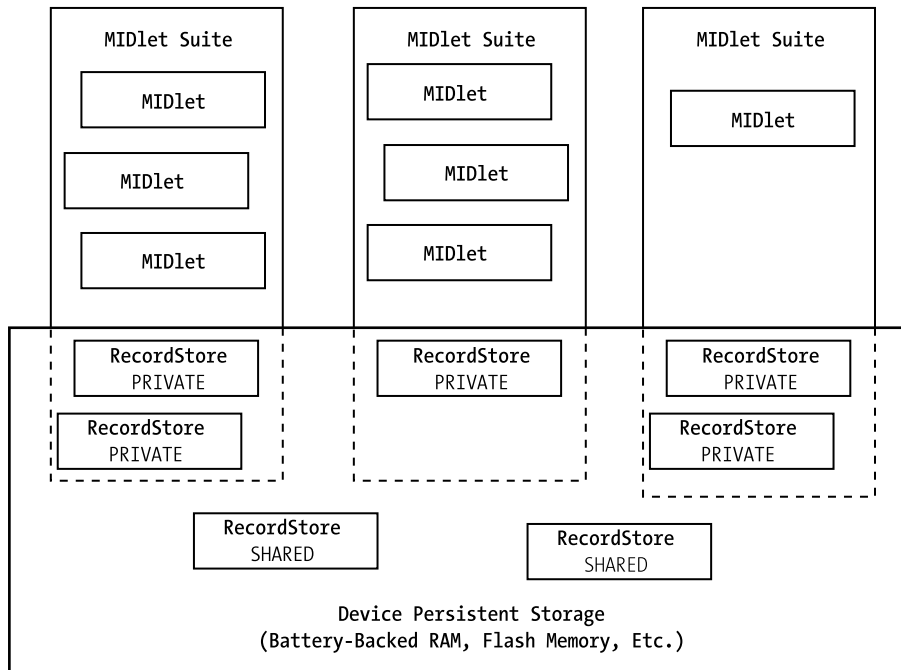 MIDlet Suite
MIDlet
MIDlet
MIDlet
MIDlet Suite
MIDlet
MIDlet
MIDlet
MIDlet Suite
MIDlet
RecordStore
PRIVATE
RecordStore
PRIVATE
RecordStore
PRIVATE
RecordStore
PRIVATE
RecordStore
PRIVATE
RecordStore
SHARED
RecordStore
SHARED
Device Persistent Storage
(Battery-Backed RAM, Flash Memory, Etc.)